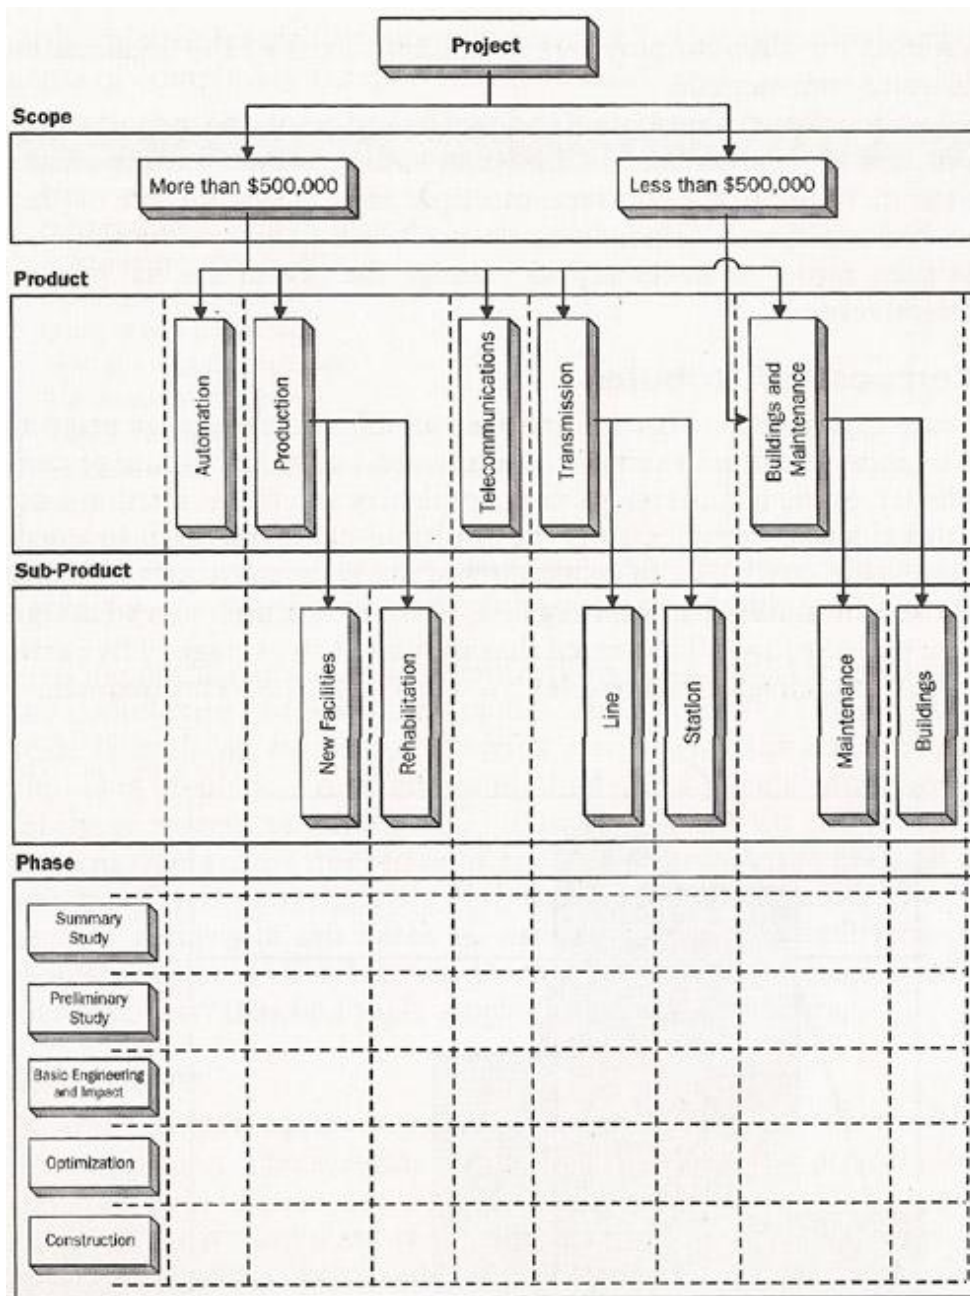 Project
Scope
More than $500,000
Less than $500,000
Product
Automation
Production
Telecommunications
Transmission
Buildings and
Maintenance
Sub-Product
New Facilities
Rehabilitation
Line
Station
Maintenance
Buildings
Phase
Summary
Study
Preliminary
Study
Basic Engineering
and Impact
Optimization
Construction